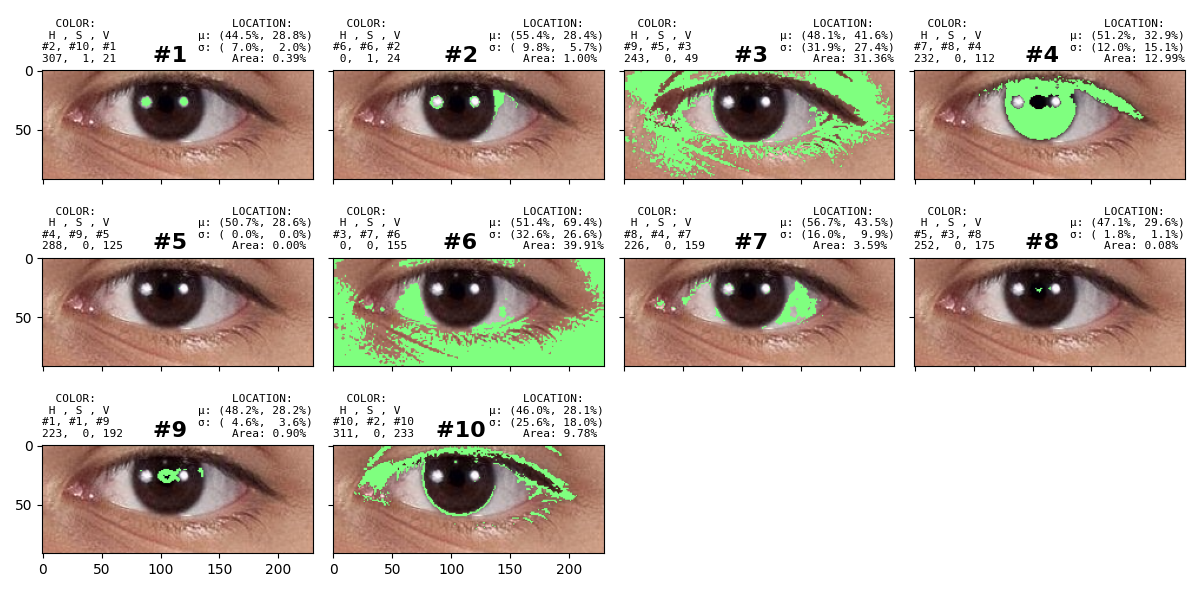 COLOR: LOCATION:
H , S , V μ: (44.5%, 28.8%)
#2, #10, #1 σ: ( 7.0%, 2.0%)
307, 1, 21 #1 Area: 0.39%
COLOR: LOCATION:
H , S , V μ: (55.4%, 28.4%)
#6, #6, #2 σ: ( 9.8%, 5.7%)
0, 1, 24 #2 Area: 1.00%
COLOR: LOCATION:
H , S , V μ: (48.1%, 41.6%)
#9, #5, #3 σ: (31.9%, 27.4%)
243, 0, 49 #3 Area: 31.36%
COLOR: LOCATION:
H , S , V μ: (51.2%, 32.9%)
#7, #8, #4 σ: (12.0%, 15.1%)
232, 0, 112 #4 Area: 12.99%
0
50
COLOR: LOCATION:
H , S , V μ: (50.7%, 28.6%)
#4, #9, #5 σ: ( 0.0%, 0.0%)
288, 0, 125 #5 Area: 0.00%
COLOR: LOCATION:
H , S , V μ: (51.4%, 69.4%)
#3, #7, #6 σ: (32.6%, 26.6%)
0, 0, 155 #6 Area: 39.91%
COLOR: LOCATION:
H , S , V μ: (56.7%, 43.5%)
#8, #4, #7 σ: (16.0%, 9.9%)
226, 0, 159 #7 Area: 3.59%
COLOR: LOCATION:
H , S , V μ: (47.1%, 29.6%)
#5, #3, #8 σ: ( 1.8%, 1.1%)
252, 0, 175 #8 Area: 0.08%
0
50
COLOR: LOCATION:
H , S , V μ: (48.2%, 28.2%)
#1, #1, #9 σ: ( 4.6%, 3.6%)
223, 0, 192 #9 Area: 0.90%
COLOR: LOCATION:
H , S , V μ: (46.0%, 28.1%)
#10, #2, #10 σ: (25.6%, 18.0%)
311, 0, 233 #10 Area: 9.78%
0
50
0 50 100 150 200
0 50 100 150 200